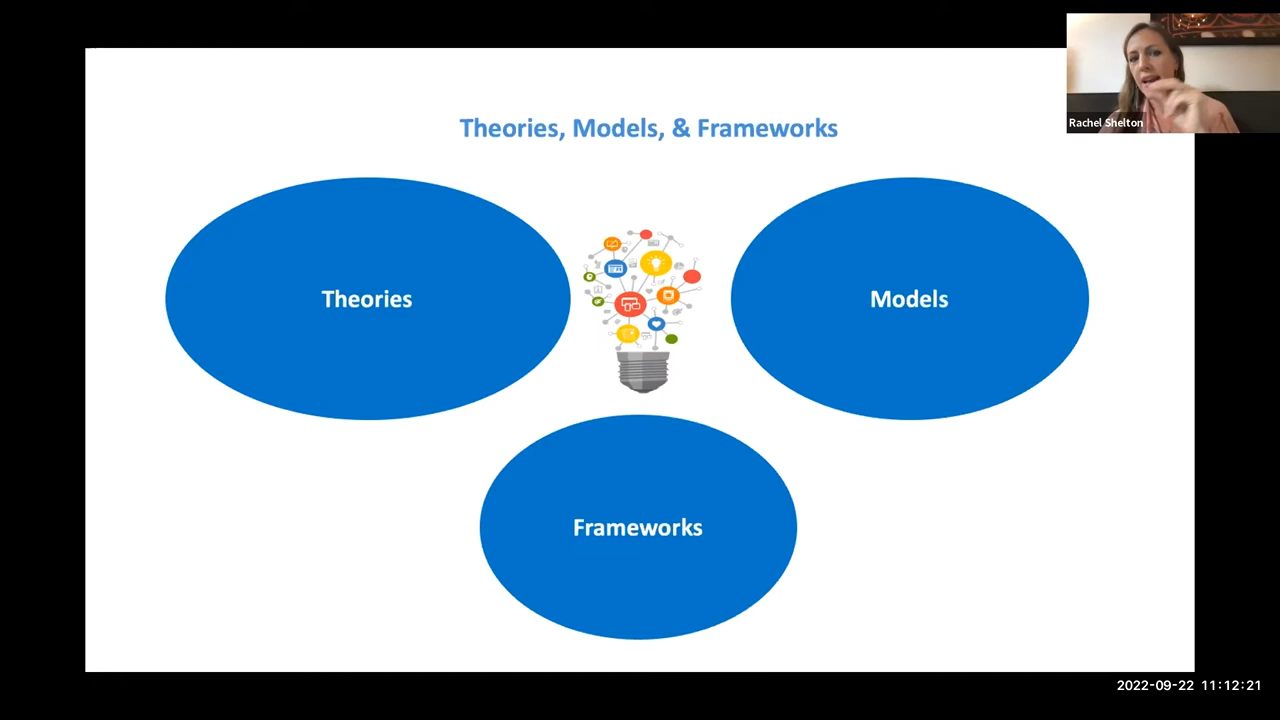 Rachel Shelton
Theories, Models, & Frameworks
Theories
Models
Frameworks
2022-09-22 11:12:21